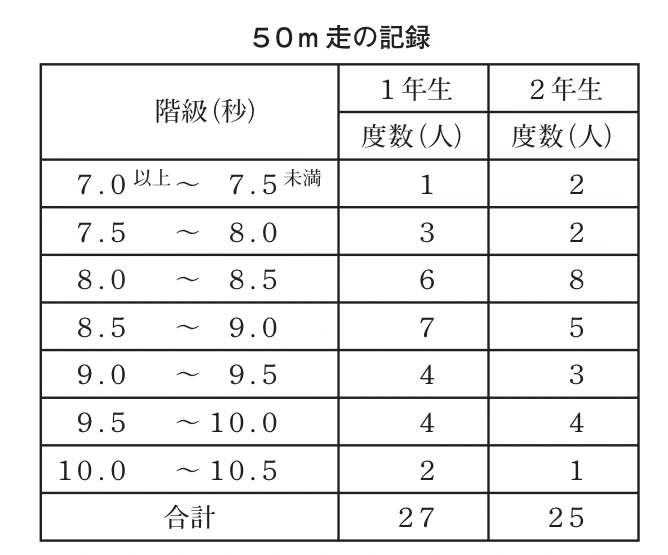 50m走の記録
階級(秒) 1年生 2年生
度数(人) 度数(人)
7.0以上～ 7.5未満 1 2
7.5 ～ 8.0 3 2
8.0 ～ 8.5 6 8
8.5 ～ 9.0 7 5
9.0 ～ 9.5 4 3
9.5 ～10.0 4 4
10.0 ～10.5 2 1
合計 27 25